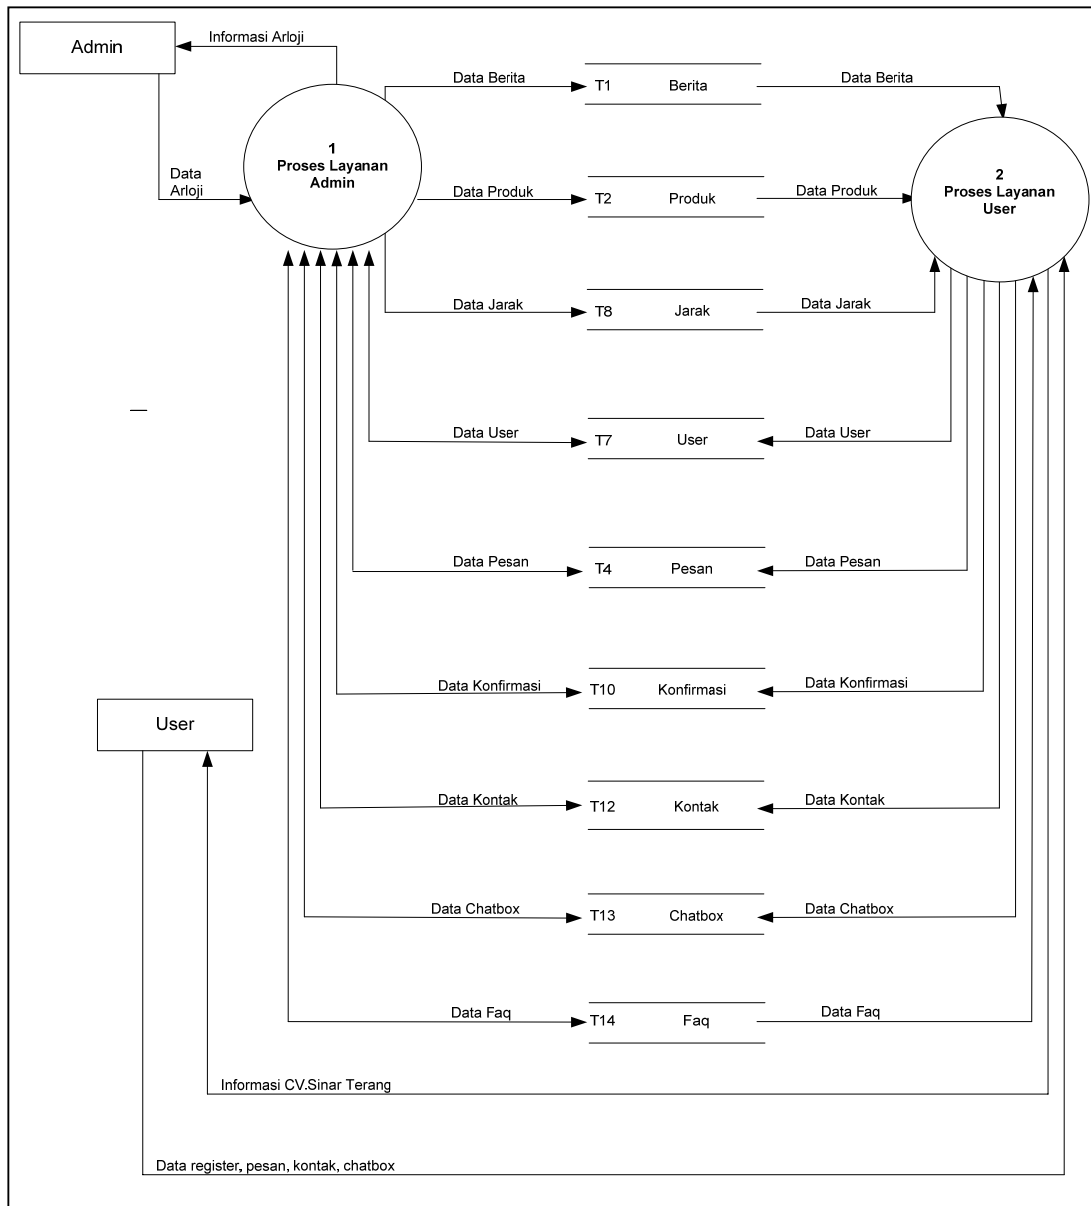 Admin
Informasi Arloji
Data
Arloji
1
Proses Layanan
Admin
Data Berita
T1 Berita
Data Berita
2
Proses Layanan
User
Data Produk
T2 Produk
Data Produk
Data Jarak
T8 Jarak
Data Jarak
Data User
T7 User
Data User
Data Pesan
T4 Pesan
Data Pesan
Data Konfirmasi
T10 Konfirmasi
Data Konfirmasi
User
Data Kontak
T12 Kontak
Data Kontak
Data Chatbox
T13 Chatbox
Data Chatbox
Data Faq
T14 Faq
Data Faq
Informasi CV.Sinar Terang
Data register, pesan, kontak, chatbox